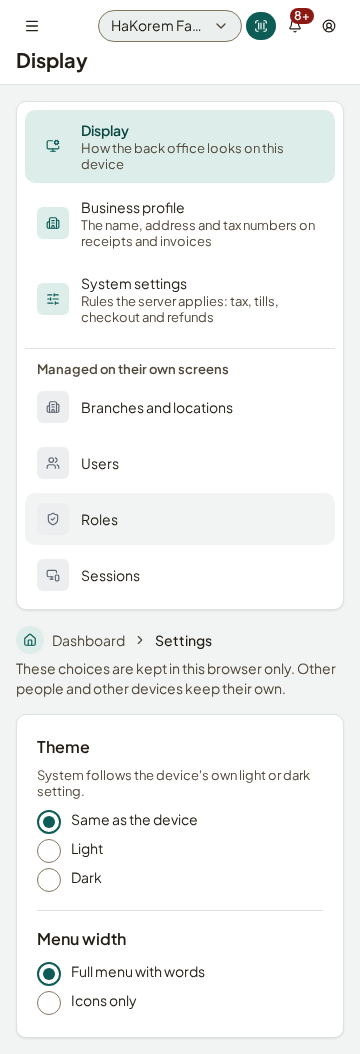 HaKorem Fa...
8+
Display
Display
How the back office looks on this
device
Business profile
The name, address and tax numbers on
receipts and invoices
System settings
Rules the server applies: tax, tills,
checkout and refunds
Managed on their own screens
Branches and locations
Users
Roles
Sessions
Dashboard > Settings
These choices are kept in this browser only. Other
people and other devices keep their own.
Theme
System follows the device's own light or dark
setting.
Same as the device
Light
Dark
Menu width
Full menu with words
Icons only